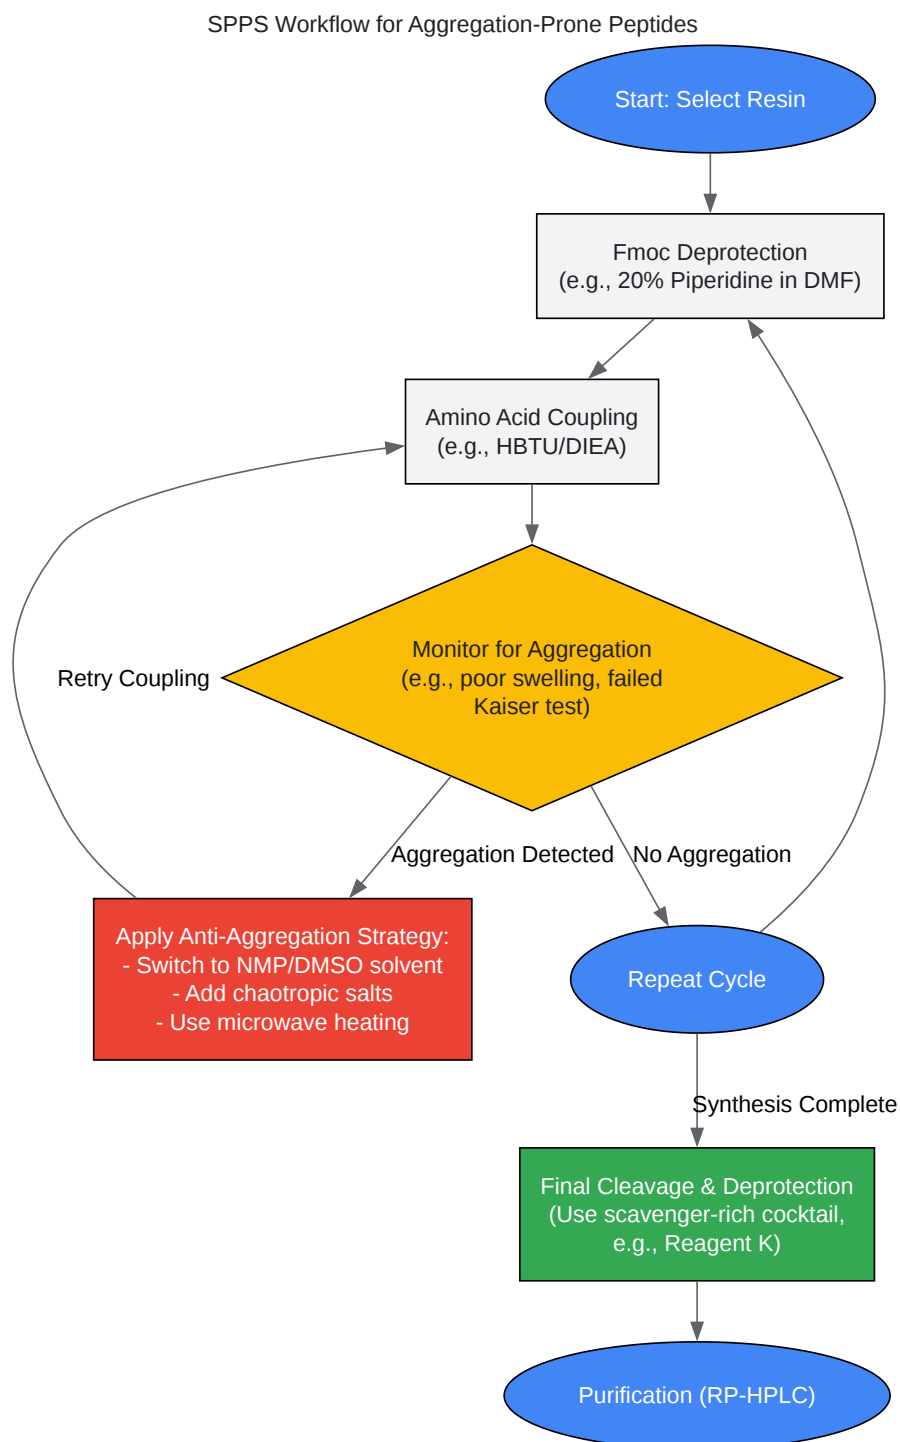 SPPS Workflow for Aggregation-Prone Peptides
Start: Select Resin
Fmoc Deprotection
(e.g., 20% Piperidine in DMF)
Amino Acid Coupling
(e.g., HBTU/DIEA)
Monitor for Aggregation
(e.g., poor swelling, failed
Kaiser test)
Retry Coupling
Aggregation Detected
No Aggregation
Apply Anti-Aggregation Strategy:
- Switch to NMP/DMSO solvent
- Add chaotropic salts
- Use microwave heating
Repeat Cycle
Synthesis Complete
Final Cleavage & Deprotection
(Use scavenger-rich cocktail,
e.g., Reagent K)
Purification (RP-HPLC)